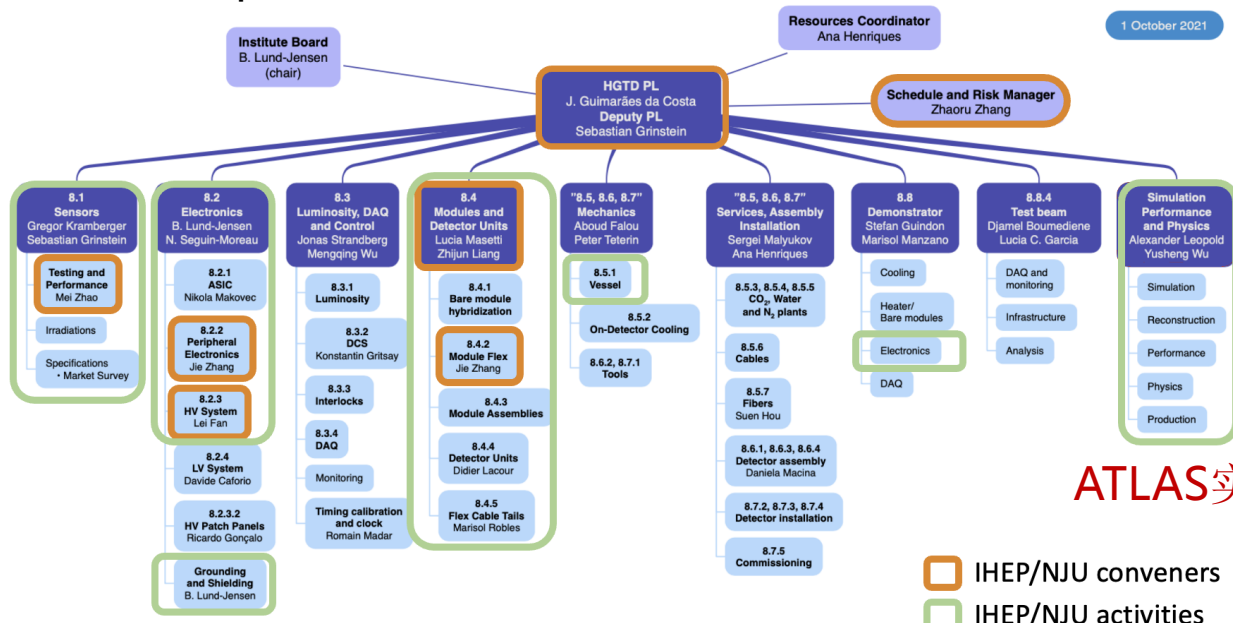 Resources Coordinator
Ana Henriques
1 October 2021
Institute Board
B. Lund-Jensen
(chair)
HGTD PL
J. Guimarães da Costa
Deputy PL
Sebastian Grinstein
Schedule and Risk Manager
Zhaoru Zhang
8.1
Sensors
Gregor Kramberger
Sebastian Grinstein
Testing and
Performance
Mei Zhao
Irradiations
Specifications
• Market Survey
8.2
Electronics
B. Lund-Jensen
N. Seguin-Moreau
8.2.1
ASIC
Nikola Makovec
8.2.2
Peripheral
Electronics
Jie Zhang
8.2.3
HV System
Lei Fan
8.2.4
LV System
Davide Caforio
8.2.3.2
HV Patch Panels
Ricardo Gonçalo
Grounding
and Shielding
B. Lund-Jensen
8.3
Luminosity, DAQ
and Control
Jonas Strandberg
Mengqing Wu
8.3.1
Luminosity
8.3.2
DCS
Konstantin Gritsay
8.3.3
Interlocks
8.3.4
DAQ
Monitoring
Timing calibration
and clock
Romain Madar
8.4
Modules and
Detector Units
Lucia Masetti
Zhijun Liang
8.4.1
Bare module
hybridization
8.4.2
Module Flex
Jie Zhang
8.4.3
Module Assemblies
8.4.4
Detector Units
Didier Lacour
8.4.5
Flex Cable Tails
Marisol Robles
"8.5, 8.6, 8.7"
Mechanics
Aboud Falou
Peter Teterin
8.5.1
Vessel
8.5.2
On-Detector Cooling
8.6.2, 8.7.1
Tools
"8.5, 8.6, 8.7"
Services, Assembly
Installation
Sergei Malyukov
Ana Henriques
8.5.3, 8.5.4, 8.5.5
CO₂, Water
and N₂ plants
8.5.6
Cables
8.5.7
Fibers
Suen Hou
8.6.1, 8.6.3, 8.6.4
Detector assembly
Daniela Macina
8.7.2, 8.7.3, 8.7.4
Detector installation
8.7.5
Commissioning
8.8
Demonstrator
Stefan Guindon
Marisol Manzano
Cooling
Heater/
Bare modules
Electronics
DAQ
8.8.4
Test beam
Djamel Boumediene
Lucia C. Garcia
DAQ and
monitoring
Infrastructure
Analysis
Simulation
Performance
and Physics
Alexander Leopold
Yusheng Wu
Simulation
Reconstruction
Performance
Physics
Production
ATLAS实
IHEP/NJU conveners
IHEP/NJU activities